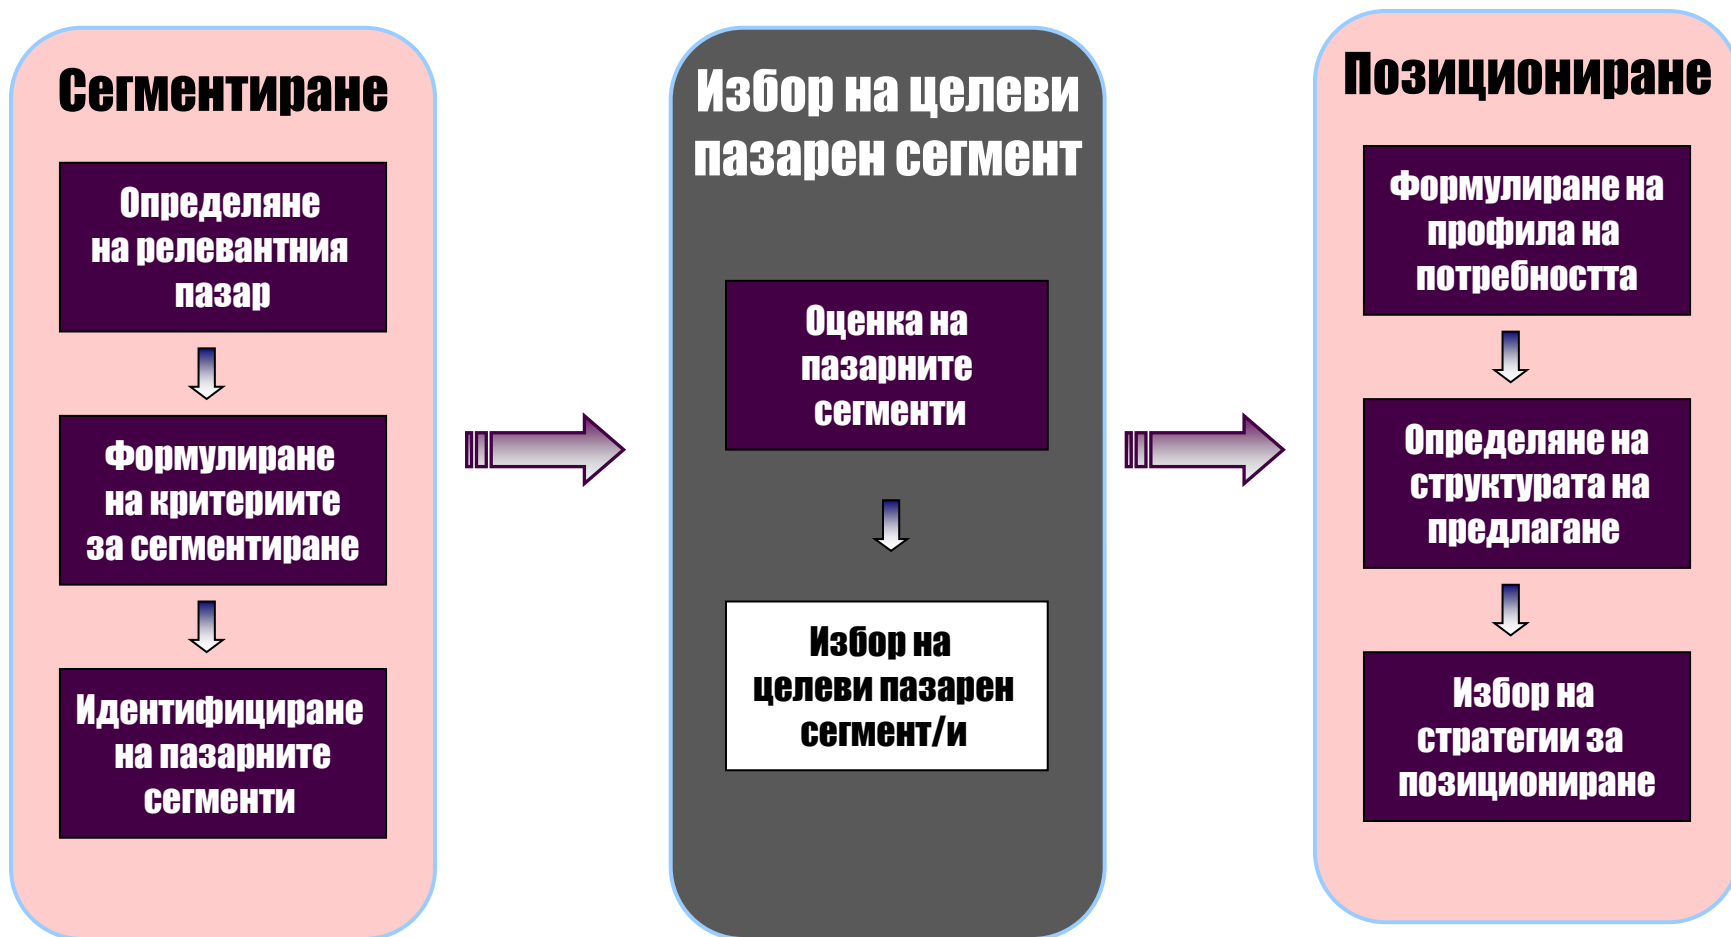 Сегментиране
Определяне
на релевантния
пазар
Формулиране
на критериите
за сегментиране
Идентифициране
на пазарните
сегменти
Избор на целеви
пазарен сегмент
Оценка на
пазарните
сегменти
Избор на
целеви пазарен
сегмент/и
Позициониране
Формулиране на
профила на
потребността
Определяне на
структурата на
предлагане
Избор на
стратегии за
позициониране